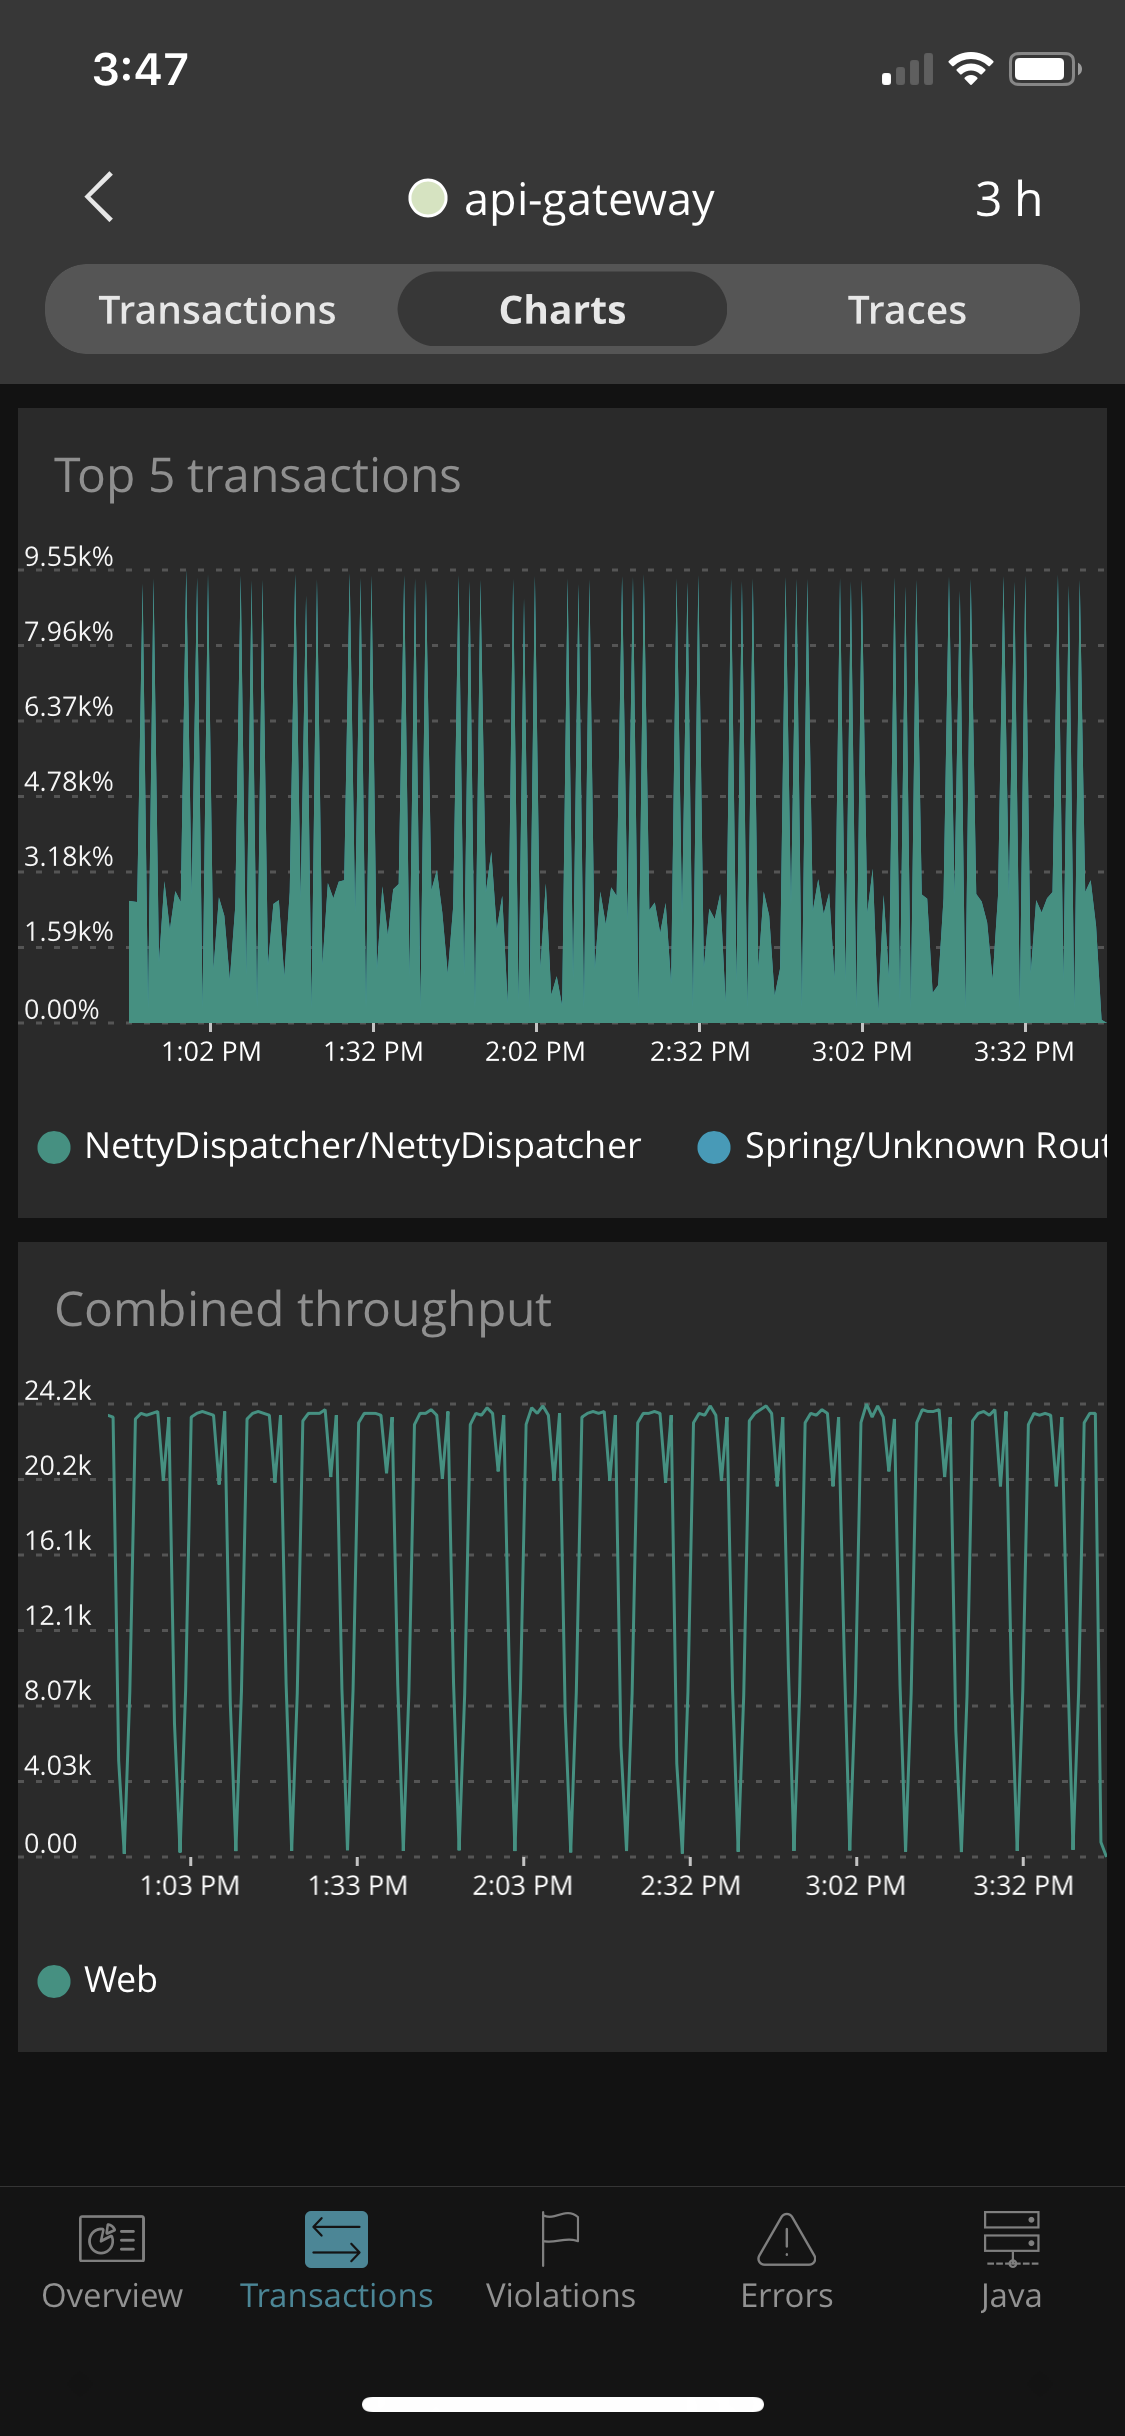 3:47
api-gateway
3 h
Transactions
Charts
Traces
Top 5 transactions
9.55k%
7.96k%
6.37k%
4.78k%
3.18k%
1.59k%
0.00%
1:02 PM
1:32 PM
2:02 PM
2:32 PM
3:02 PM
3:32 PM
NettyDispatcher/NettyDispatcher
Spring/Unknown Rout
Combined throughput
24.2k
20.2k
16.1k
12.1k
8.07k
4.03k
0.00
1:03 PM
1:33 PM
2:03 PM
2:32 PM
3:02 PM
3:32 PM
Web
Overview
Transactions
Violations
Errors
Java